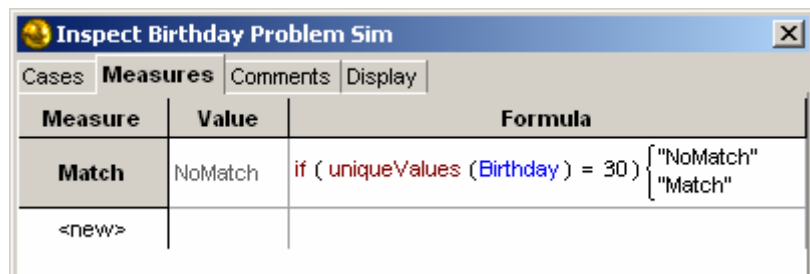 Inspect Birthday Problem Sim
Cases Measures Comments Display
Measure Value Formula
Match NoMatch if ( uniqueValues (Birthday) = 30) { "NoMatch"
"Match"
<new>